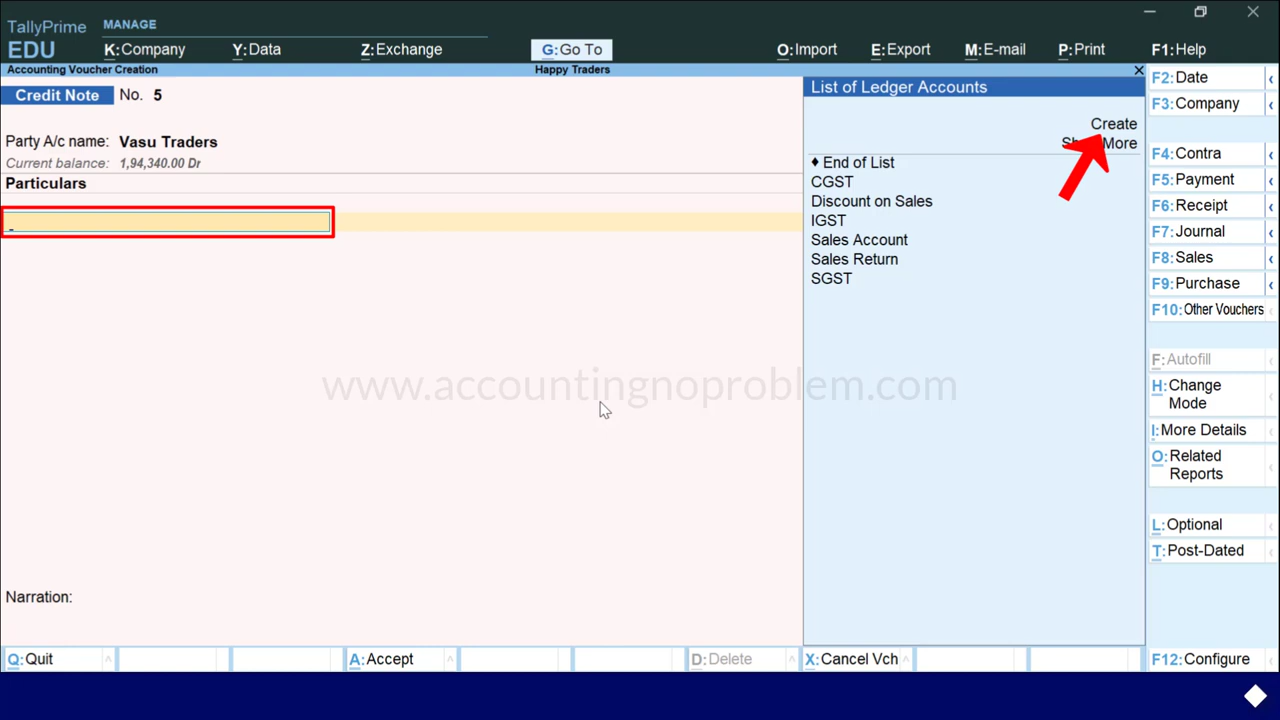 MANAGE
TallyPrime
EDU
K:Company Y:Data Z:Exchange G:Go To O:Import E:Export M:E-mail P:Print F1:Help
Accounting Voucher Creation Happy Traders
Credit Note No. 5
Party A/c name: Vasu Traders
Current balance: 1,94,340.00 Dr
Particulars
List of Ledger Accounts
Create
More
♦ End of List
CGST
Discount on Sales
IGST
Sales Account
Sales Return
SGST
www.accountingnoproblem.com
Narration:
F2:Date
F3:Company
F4:Contra
F5:Payment
F6:Receipt
F7:Journal
F8:Sales
F9:Purchase
F10:Other Vouchers
F:Autofill
H:Change
Mode
I:More Details
O:Related
Reports
L:Optional
T:Post-Dated
Q:Quit A:Accept D:Delete X:Cancel Vch F12:Configure